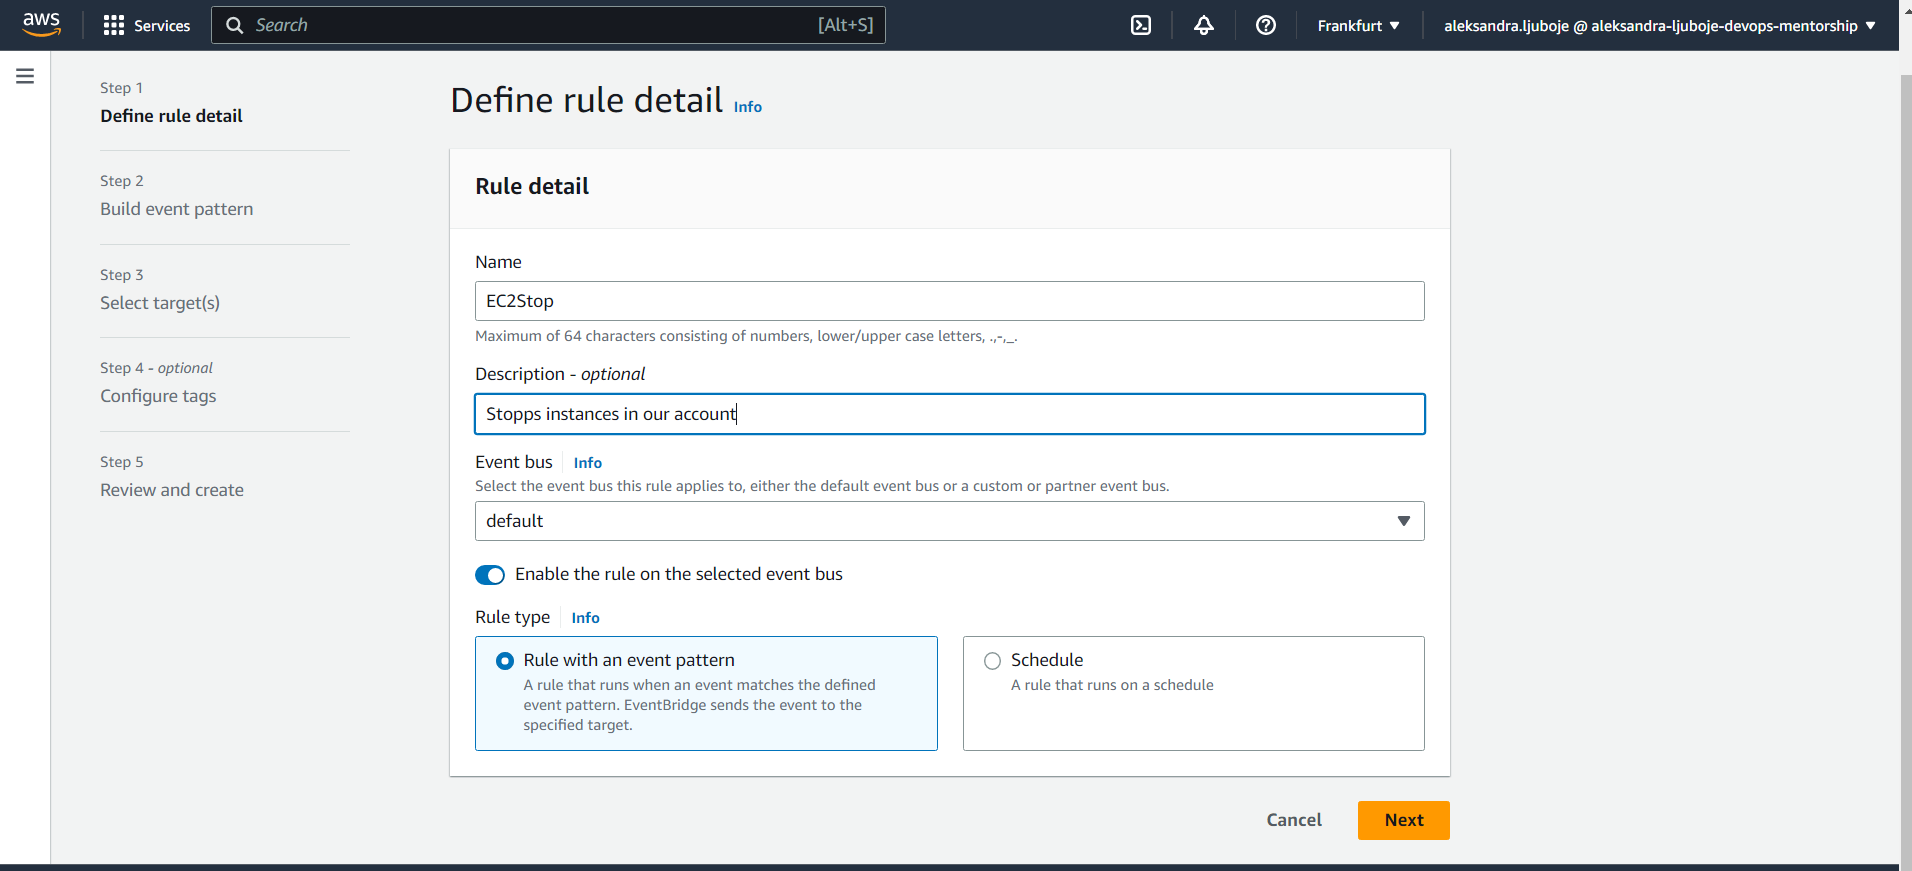 aws
Services
Search
[Alt+S]
Frankfurt
aleksandra.ljuboje @ aleksandra-ljuboje-devops-mentorship
Step 1
Define rule detail
Step 2
Build event pattern
Step 3
Select target(s)
Step 4 - optional
Configure tags
Step 5
Review and create
Define rule detail Info
Rule detail
Name
EC2Stop
Maximum of 64 characters consisting of numbers, lower/upper case letters, .,-,_.
Description - optional
Stopps instances in our account
Event bus Info
Select the event bus this rule applies to, either the default event bus or a custom or partner event bus.
default
Enable the rule on the selected event bus
Rule type Info
Rule with an event pattern
A rule that runs when an event matches the defined
event pattern. EventBridge sends the event to the
specified target.
Schedule
A rule that runs on a schedule
Cancel
Next